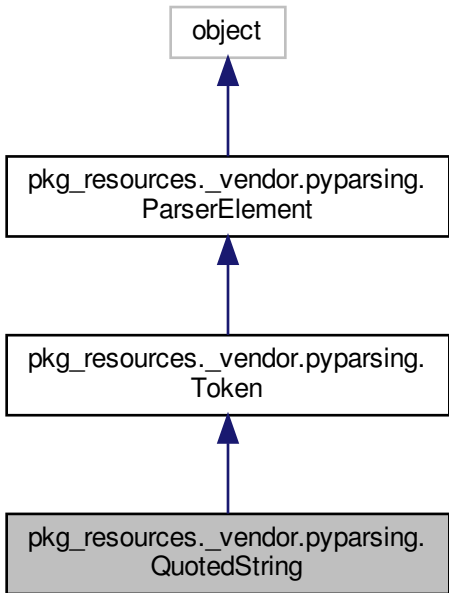 object
pkg_resources._vendor.pyparsing.
ParserElement
pkg_resources._vendor.pyparsing.
Token
pkg_resources._vendor.pyparsing.
QuotedString